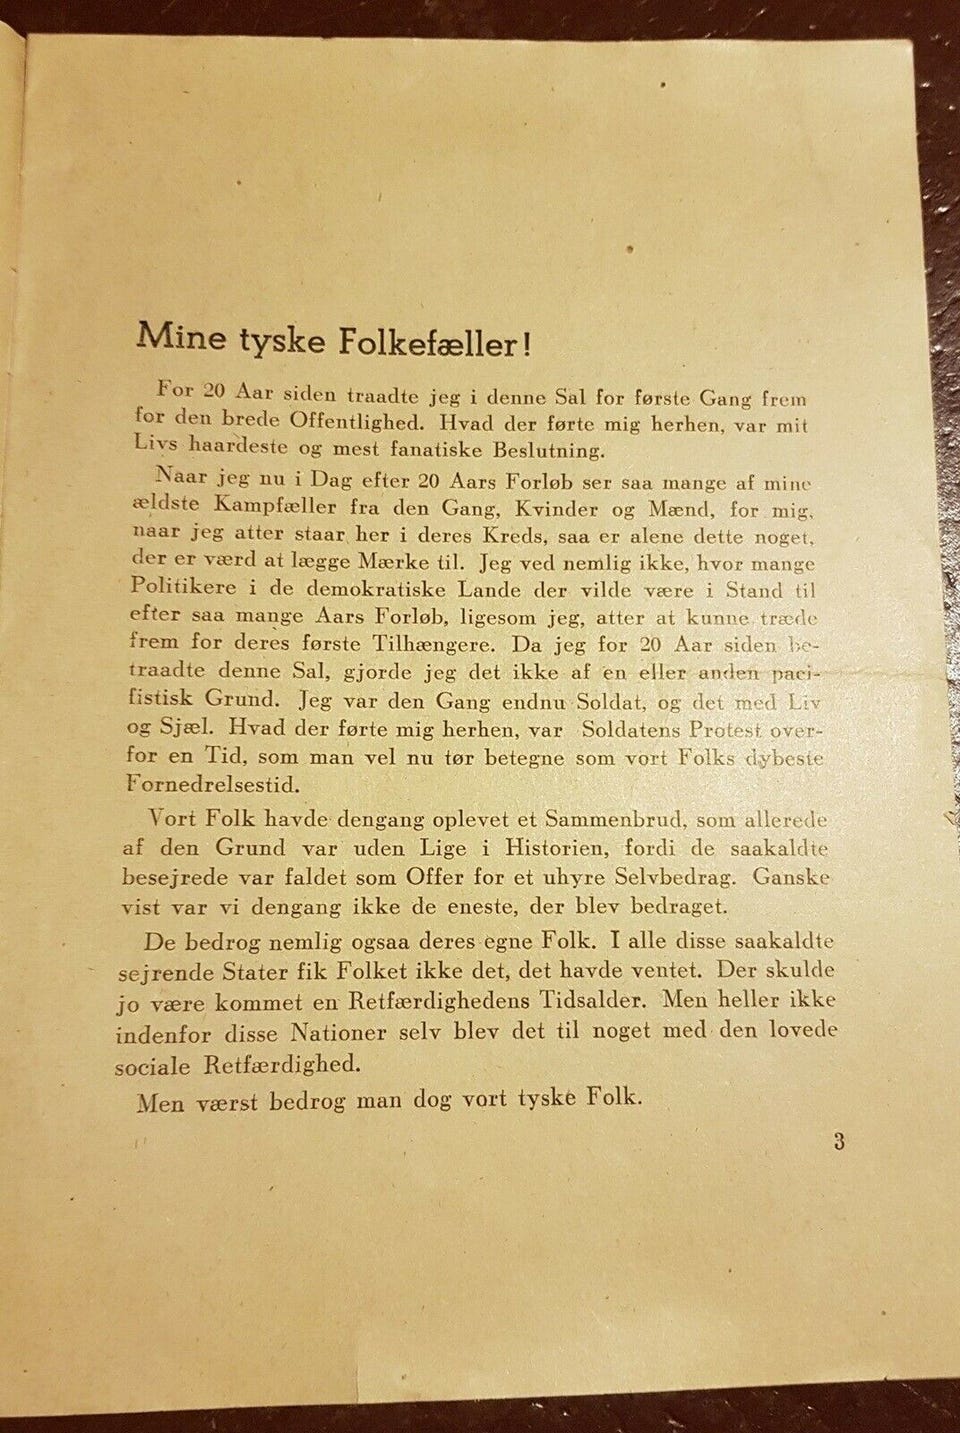 Mine tyske Folkefæller!
For 20 Aar siden traadte jeg i denne Sal for første Gang frem
for den brede Offentlighed. Hvad der førte mig herhen, var mit
Livs haardeste og mest fanatiske Beslutning.
Naar jeg nu i Dag efter 20 Aars Forløb ser saa mange af mine
ældste Kampfæller fra den Gang, Kvinder og Mænd, for mig,
naar jeg atter staar her i deres Kreds, saa er alene dette noget,
der er værd at lægge Mærke til. Jeg ved nemlig ikke, hvor mange
Politikere i de demokratiske Lande der vilde være i Stand til
efter saa mange Aars Forløb, ligesom jeg, atter at kunne træde
frem for deres første Tilhængere. Da jeg for 20 Aar siden be-
traadte denne Sal, gjorde jeg det ikke af en eller anden paci-
fistisk Grund. Jeg var den Gang endnu Soldat, og det med Liv
og Sjæl. Hvad der førte mig herhen, var Soldatens Protest over-
for en Tid, som man vel nu tør betegne som vort Folks dybeste
Fornedrelsestid.
Vort Folk havde dengang oplevet et Sammenbrud, som allerede
af den Grund var uden Lige i Historien, fordi de saakaldte
besejrede var faldet som Offer for et uhyre Selvbedrag. Ganske
vist var vi dengang ikke de eneste, der blev bedraget.
De bedrog nemlig ogsaa deres egne Folk. I alle disse saakaldte
sejrende Stater fik Folket ikke det, det havde ventet. Der skulde
jo være kommet en Retfærdighedens Tidsalder. Men heller ikke
indenfor disse Nationer selv blev det til noget med den lovede
sociale Retfærdighed.
Men værst bedrog man dog vort tyske Folk.
3